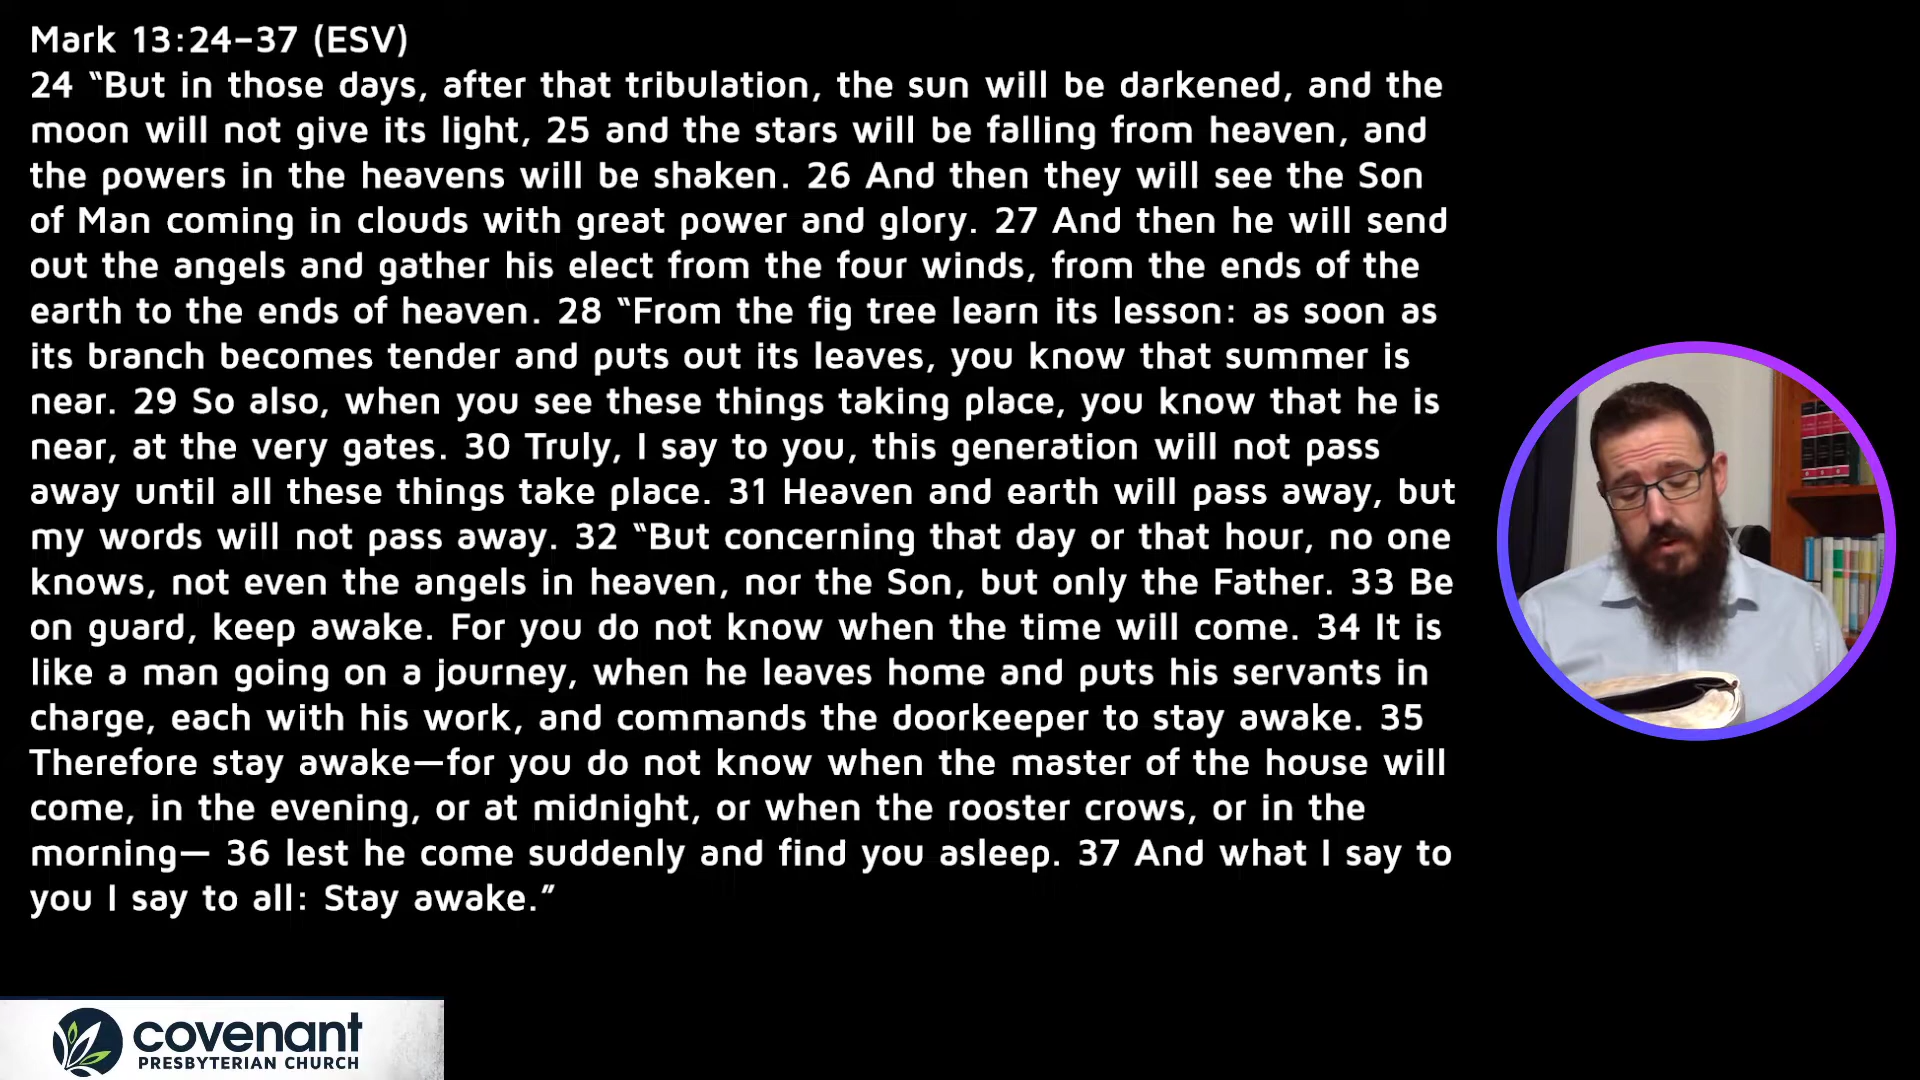 Mark 13:24–37 (ESV)
24 “But in those days, after that tribulation, the sun will be darkened, and the
moon will not give its light, 25 and the stars will be falling from heaven, and
the powers in the heavens will be shaken. 26 And then they will see the Son
of Man coming in clouds with great power and glory. 27 And then he will send
out the angels and gather his elect from the four winds, from the ends of the
earth to the ends of heaven. 28 “From the fig tree learn its lesson: as soon as
its branch becomes tender and puts out its leaves, you know that summer is
near. 29 So also, when you see these things taking place, you know that he is
near, at the very gates. 30 Truly, I say to you, this generation will not pass
away until all these things take place. 31 Heaven and earth will pass away, but
my words will not pass away. 32 “But concerning that day or that hour, no one
knows, not even the angels in heaven, nor the Son, but only the Father. 33 Be
on guard, keep awake. For you do not know when the time will come. 34 It is
like a man going on a journey, when he leaves home and puts his servants in
charge, each with his work, and commands the doorkeeper to stay awake. 35
Therefore stay awake—for you do not know when the master of the house will
come, in the evening, or at midnight, or when the rooster crows, or in the
morning— 36 lest he come suddenly and find you asleep. 37 And what I say to
you I say to all: Stay awake.”
covenant
PRESBYTERIAN CHURCH